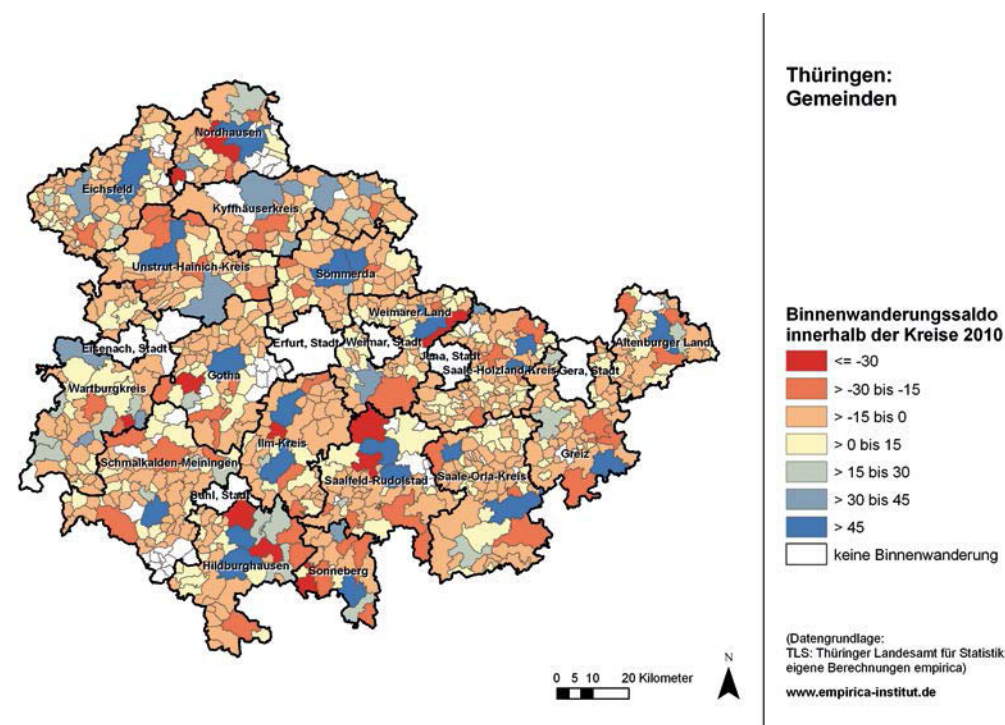 Thüringen:
Gemeinden
Nordhausen
Eichsfeld
Kyffhäuserkreis
Unstrut-Hainich-Kreis
Sömmerda
Weimarer Land
Eisenach, Stadt
Erfurt, Stadt
Weimar, Stadt
Jena, Stadt
Saale-Holzland-Kreis
Gera, Stadt
Altenburger Land
Wartburgkreis
Gotha
Ilm-Kreis
Greiz
Schmalkalden-Meiningen
Saalfeld-Rudolstadt
Saale-Orla-Kreis
Suhl, Stadt
Hildburghausen
Sonneberg
Binnenwanderungssaldo
innerhalb der Kreise 2010
<= -30
> -30 bis -15
> -15 bis 0
> 0 bis 15
> 15 bis 30
> 30 bis 45
> 45
keine Binnenwanderung
(Datengrundlage:
TLS: Thüringer Landesamt für Statistik
eigene Berechnungen empirica)
www.empirica-institut.de
N
0 5 10 20 Kilometer